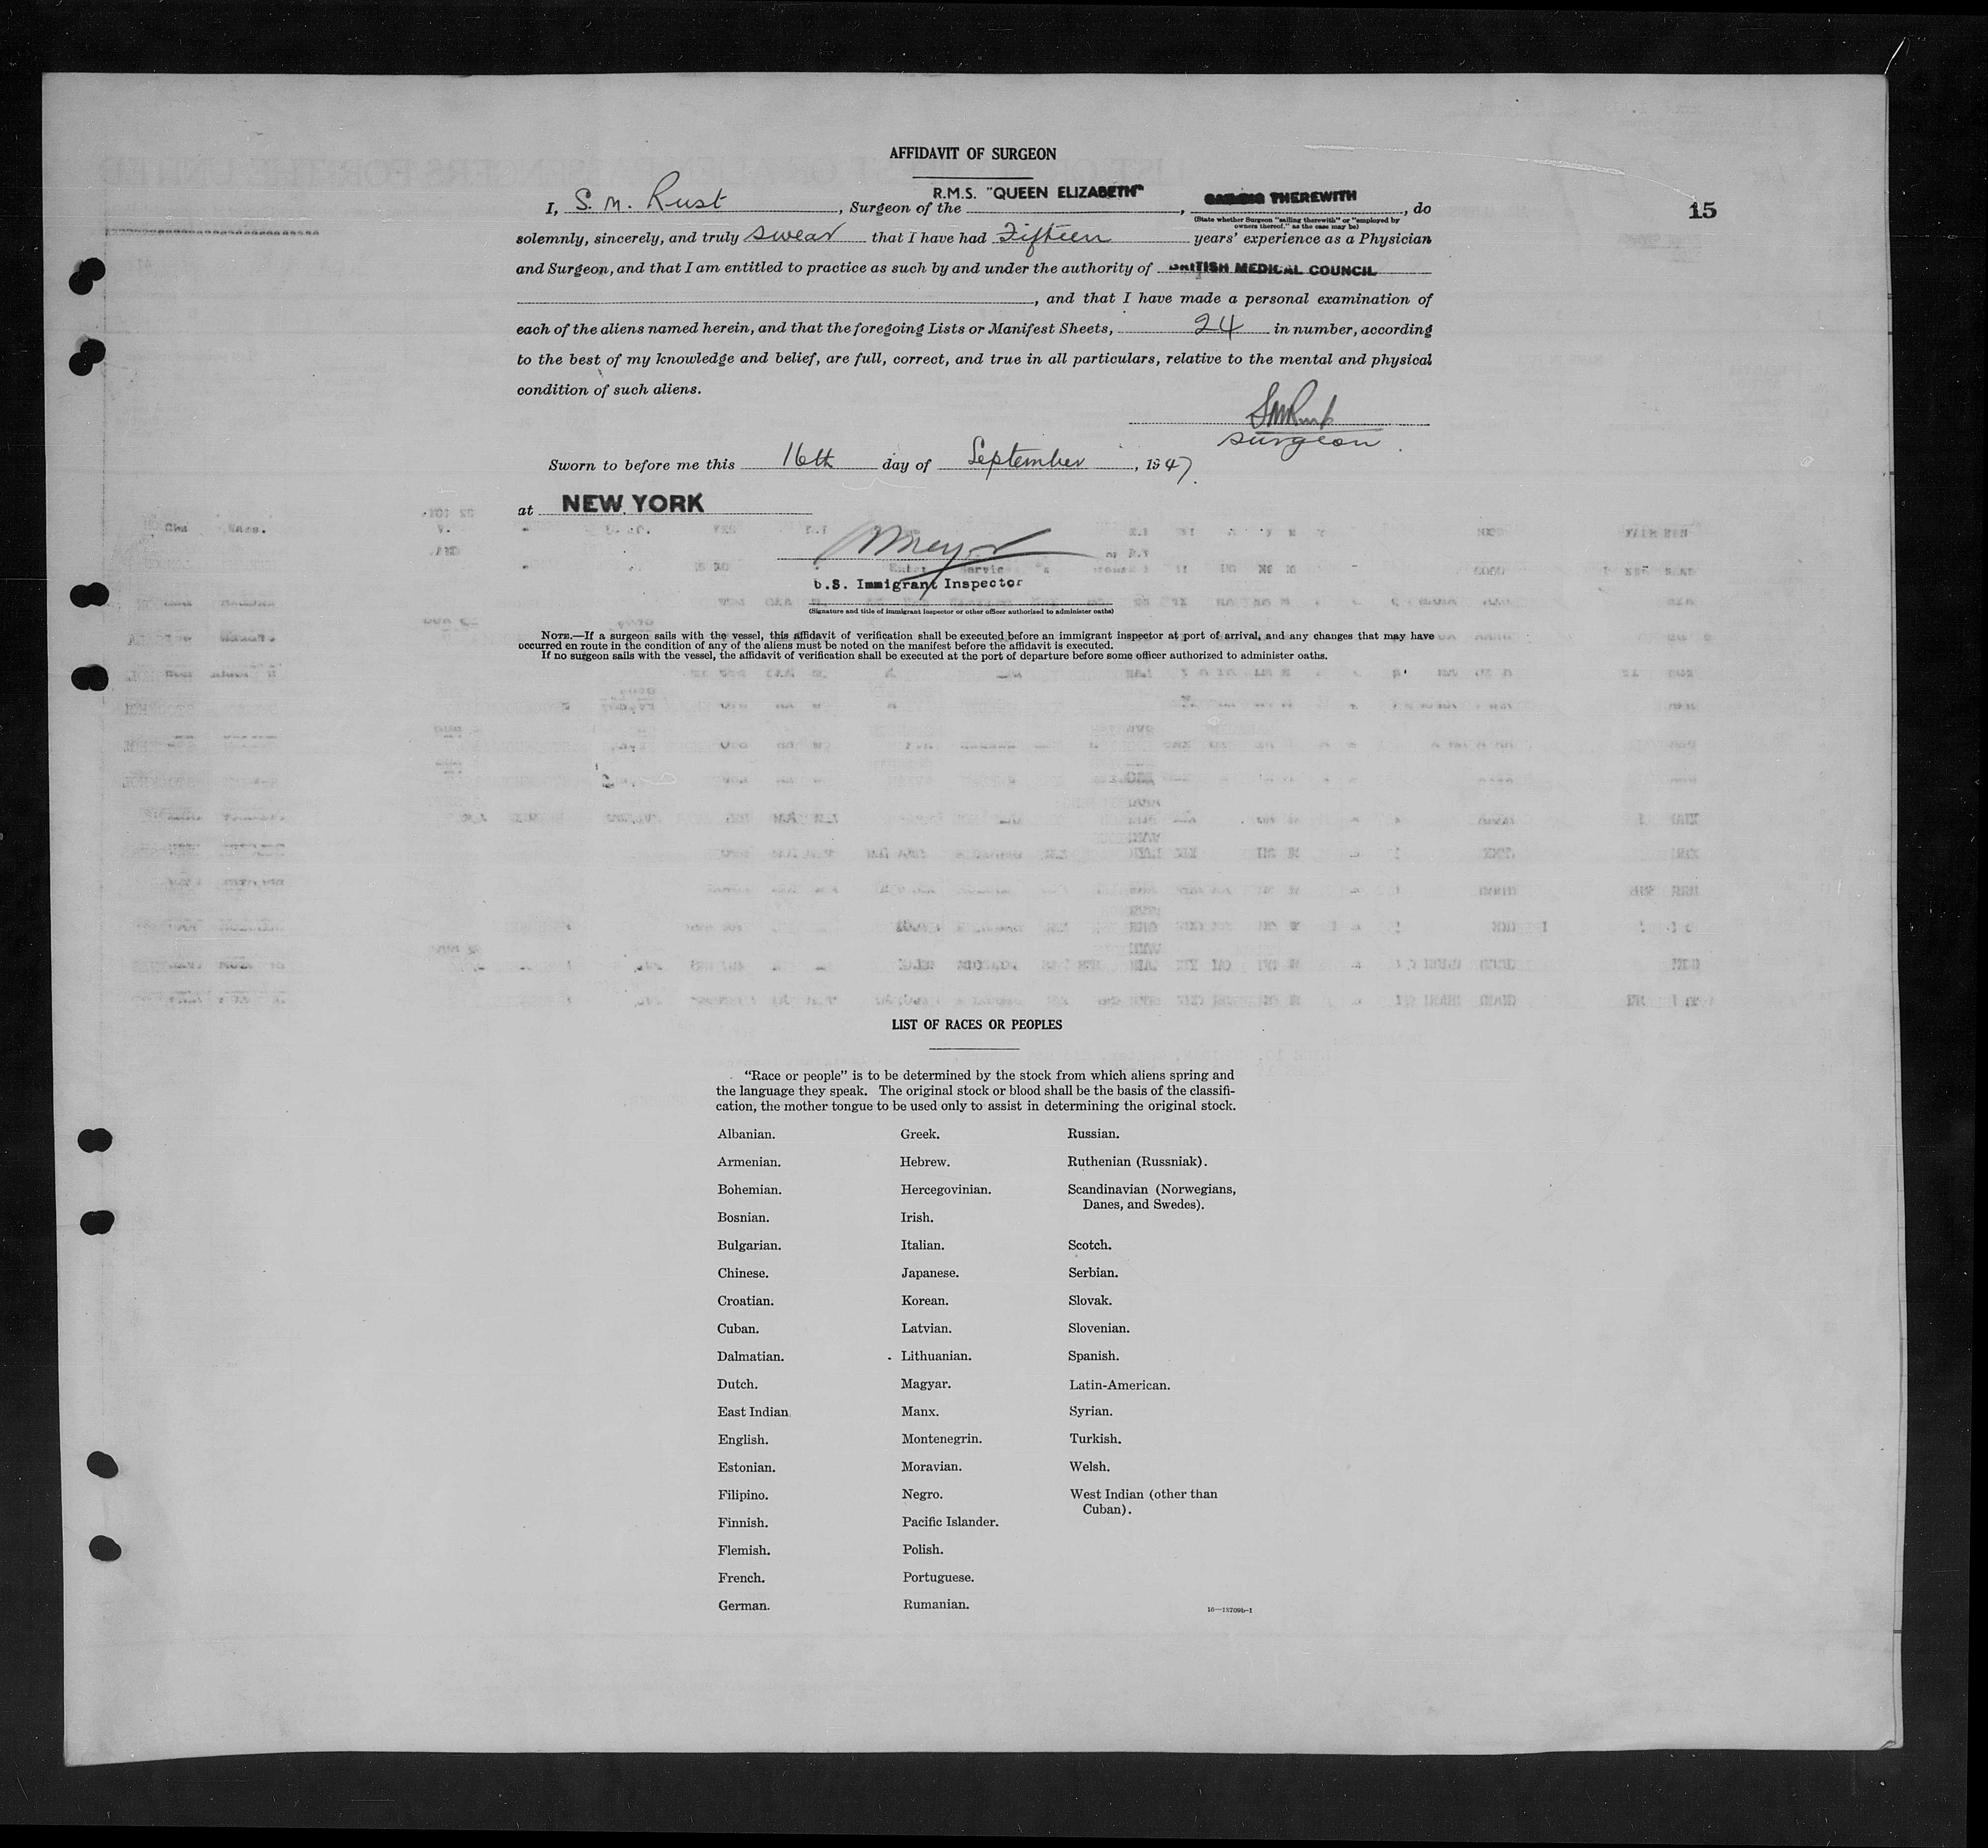 AFFIDAVIT OF SURGEON
I, S. M. Rust, Surgeon of the R.M.S. "QUEEN ELIZABETH", SAILING THEREWITH, do
(State whether Surgeon "sailing therewith" or "employed by
owners thereof," as the case may be)
15
solemnly, sincerely, and truly swear that I have had Fifteen years' experience as a Physician
and Surgeon, and that I am entitled to practice as such by and under the authority of BRITISH MEDICAL COUNCIL
, and that I have made a personal examination of
each of the aliens named herein, and that the foregoing Lists or Manifest Sheets, 24 in number, according
to the best of my knowledge and belief, are full, correct, and true in all particulars, relative to the mental and physical
condition of such aliens.
SMRust
surgeon.
Sworn to before me this 16th day of September, 1947.
at NEW YORK
U.S. Immigrant Inspector
(Signature and title of immigrant inspector or other officer authorized to administer oaths)
NOTE.—If a surgeon sails with the vessel, this affidavit of verification shall be executed before an immigrant inspector at port of arrival, and any changes that may have
occurred en route in the condition of any of the aliens must be noted on the manifest before the affidavit is executed.
If no surgeon sails with the vessel, the affidavit of verification shall be executed at the port of departure before some officer authorized to administer oaths.
LIST OF RACES OR PEOPLES
"Race or people" is to be determined by the stock from which aliens spring and
the language they speak. The original stock or blood shall be the basis of the classifi-
cation, the mother tongue to be used only to assist in determining the original stock.
Albanian.
Armenian.
Bohemian.
Bosnian.
Bulgarian.
Chinese.
Croatian.
Cuban.
Dalmatian.
Dutch.
East Indian
English.
Estonian.
Filipino.
Finnish.
Flemish.
French.
German.
Greek.
Hebrew.
Hercegovinian.
Irish.
Italian.
Japanese.
Korean.
Latvian.
Lithuanian.
Magyar.
Manx.
Montenegrin.
Moravian.
Negro.
Pacific Islander.
Polish.
Portuguese.
Rumanian.
Russian.
Ruthenian (Russniak).
Scandinavian (Norwegians,
Danes, and Swedes).
Scotch.
Serbian.
Slovak.
Slovenian.
Spanish.
Latin-American.
Syrian.
Turkish.
Welsh.
West Indian (other than
Cuban).
16—13709b-1